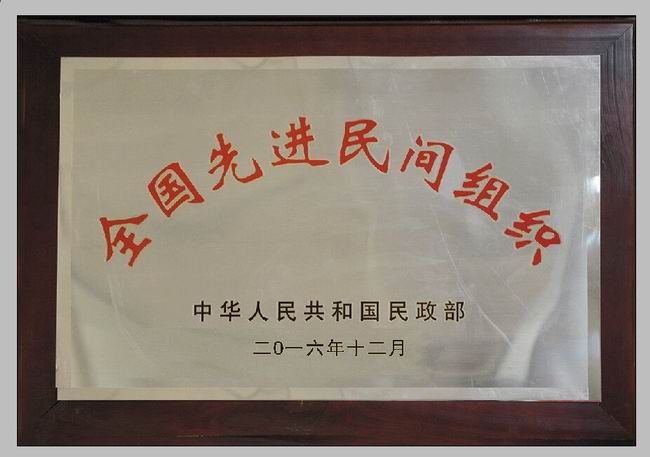 全国先进民间组织
中华人民共和国民政部
二0一六年十二月